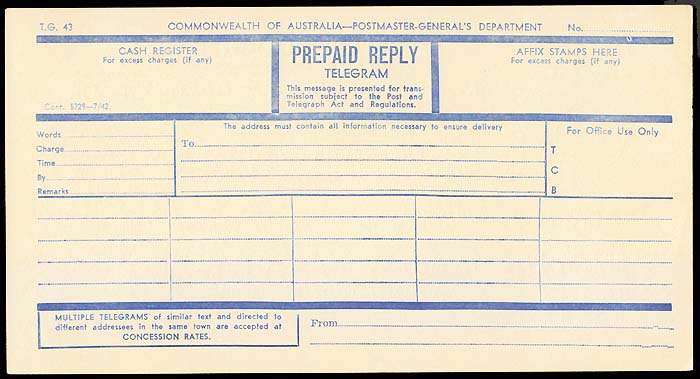 T.G. 43
COMMONWEALTH OF AUSTRALIA—POSTMASTER-GENERAL'S DEPARTMENT
No.
CASH REGISTER
For excess charges (if any)
Cont. 5729—7/42.
PREPAID REPLY
TELEGRAM
This message is presented for trans-
mission subject to the Post and
Telegraph Act and Regulations.
AFFIX STAMPS HERE
For excess charges (if any)
Words
Charge
Time
By
Remarks
The address must contain all information necessary to ensure delivery
To
For Office Use Only
T
C
B
MULTIPLE TELEGRAMS of similar text and directed to
different addressees in the same town are accepted at
CONCESSION RATES.
From